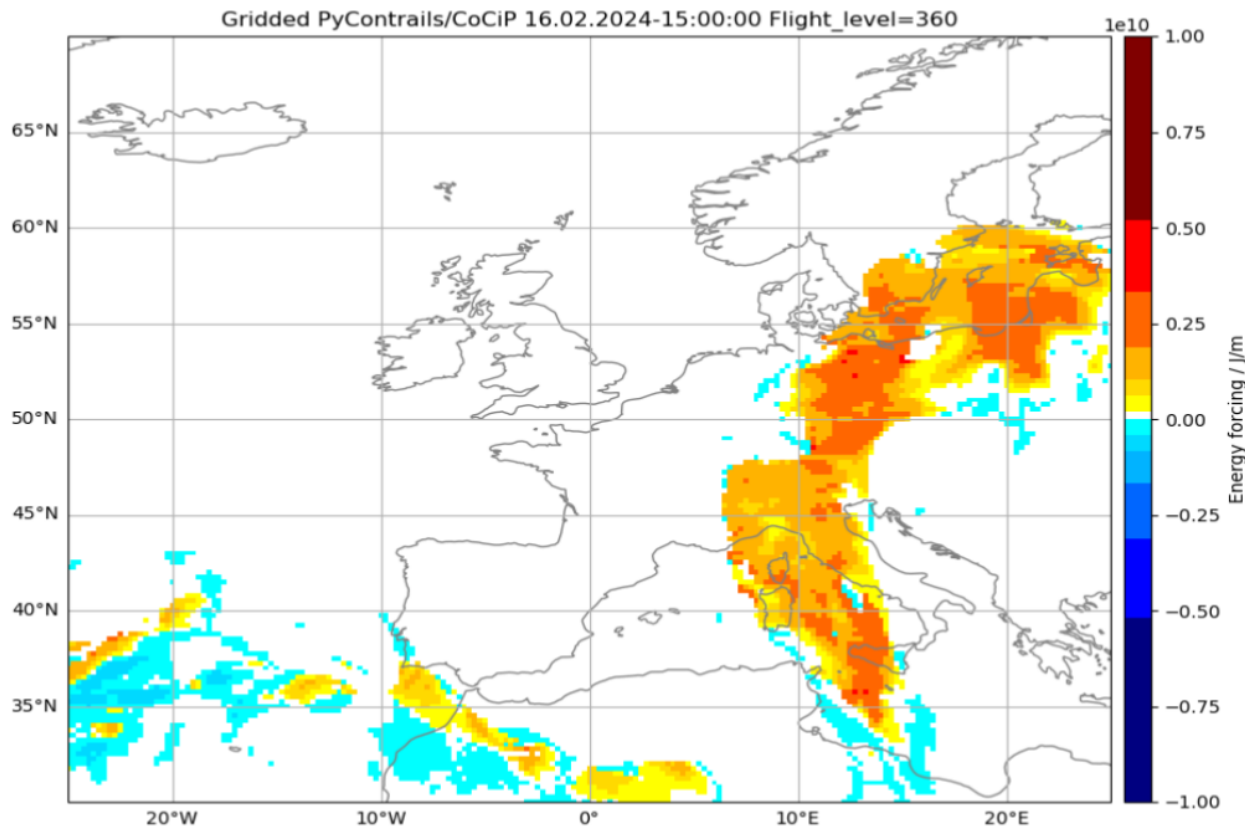 Gridded PyContrails/CoCiP 16.02.2024-15:00:00 Flight_level=360
1e10
1.00
0.75
0.50
0.25
0.00
−0.25
−0.50
−0.75
−1.00
Energy forcing / J/m
65°N
60°N
55°N
50°N
45°N
40°N
35°N
20°W
10°W
0°
10°E
20°E